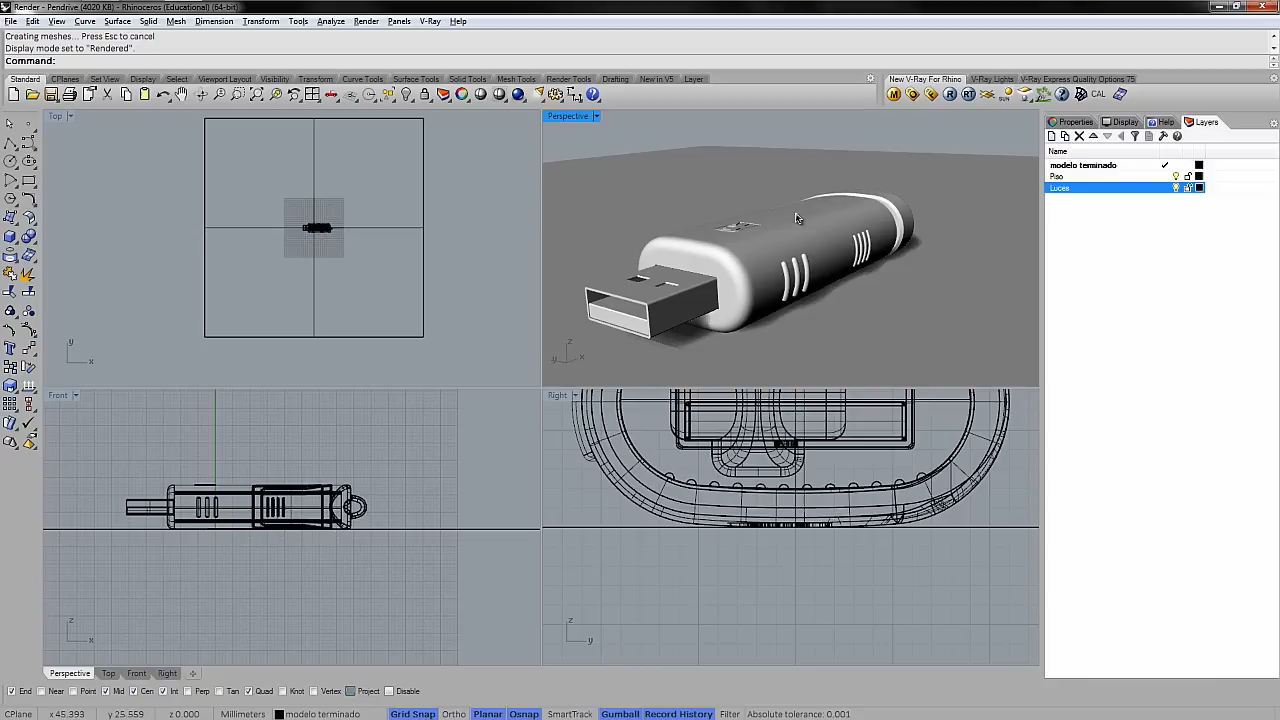 Render - Pendrive (4020 KB) - Rhinoceros (Educational) (64-bit)
File Edit View Curve Surface Solid Mesh Dimension Transform Tools Analyze Render Panels V-Ray Help
Creating meshes... Press Esc to cancel
Display mode set to "Rendered".
Command:
Standard CPlanes Set View Display Select Viewport Layout Visibility Transform Curve Tools Surface Tools Solid Tools Mesh Tools Render Tools Drafting New in V5 Layer New V-Ray For Rhino V-Ray Lights V-Ray Express Quality Options 75
M R RT SUN CAL
Top Perspective
Properties Display Help Layers
Name
modelo terminado
Piso
Luces
y x
z y x
Front Right
z x
z y
Perspective Top Front Right
End Near Point Mid Cen Int Perp Tan Quad Knot Vertex Project Disable
CPlane x 45.393 y 25.559 z 0.000 Millimeters modelo terminado Grid Snap Ortho Planar Osnap SmartTrack Gumball Record History Filter Absolute tolerance: 0.001